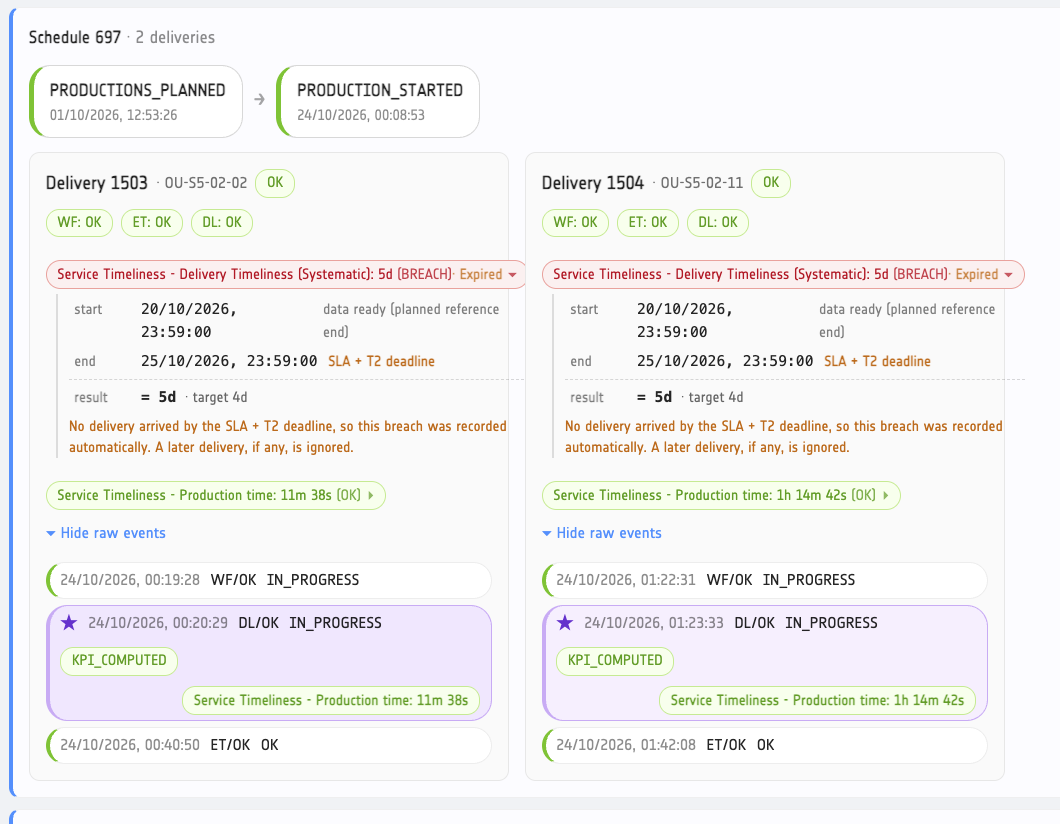 Schedule 697 · 2 deliveries
PRODUCTIONS_PLANNED
01/10/2026, 12:53:26
→
PRODUCTION_STARTED
24/10/2026, 00:08:53
Delivery 1503 · OU-S5-02-02 OK
WF: OK ET: OK DL: OK
Service Timeliness - Delivery Timeliness (Systematic): 5d (BREACH)· Expired
start 20/10/2026, 23:59:00 data ready (planned reference end)
end 25/10/2026, 23:59:00 SLA + T2 deadline
result = 5d · target 4d
No delivery arrived by the SLA + T2 deadline, so this breach was recorded
automatically. A later delivery, if any, is ignored.
Service Timeliness - Production time: 11m 38s (OK)
Hide raw events
24/10/2026, 00:19:28 WF/OK IN_PROGRESS
★ 24/10/2026, 00:20:29 DL/OK IN_PROGRESS
KPI_COMPUTED
Service Timeliness - Production time: 11m 38s
24/10/2026, 00:40:50 ET/OK OK
Delivery 1504 · OU-S5-02-11 OK
WF: OK ET: OK DL: OK
Service Timeliness - Delivery Timeliness (Systematic): 5d (BREACH)· Expired
start 20/10/2026, 23:59:00 data ready (planned reference end)
end 25/10/2026, 23:59:00 SLA + T2 deadline
result = 5d · target 4d
No delivery arrived by the SLA + T2 deadline, so this breach was recorded
automatically. A later delivery, if any, is ignored.
Service Timeliness - Production time: 1h 14m 42s (OK)
Hide raw events
24/10/2026, 01:22:31 WF/OK IN_PROGRESS
★ 24/10/2026, 01:23:33 DL/OK IN_PROGRESS
KPI_COMPUTED
Service Timeliness - Production time: 1h 14m 42s
24/10/2026, 01:42:08 ET/OK OK